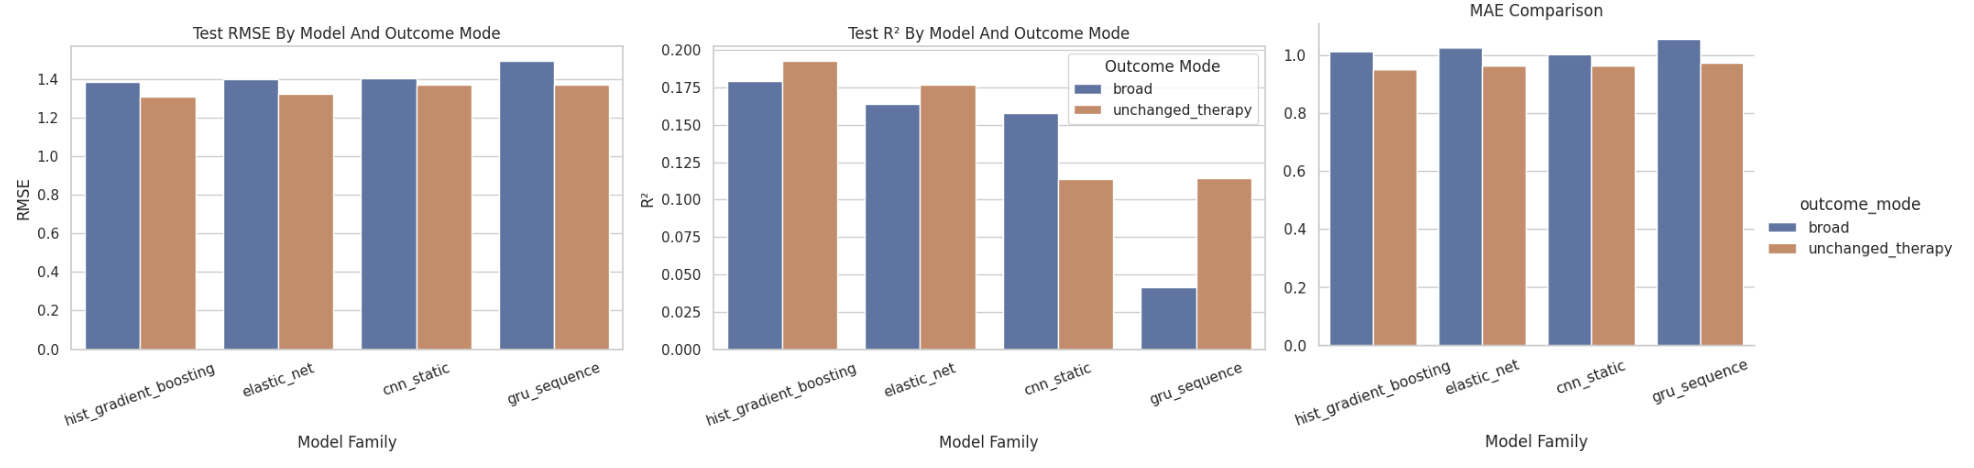 Test RMSE By Model And Outcome Mode
RMSE
1.4
1.2
1.0
0.8
0.6
0.4
0.2
0.0
hist_gradient_boosting
elastic_net
cnn_static
gru_sequence
Model Family
Test R² By Model And Outcome Mode
R²
0.200
0.175
0.150
0.125
0.100
0.075
0.050
0.025
0.000
Outcome Mode
broad
unchanged_therapy
hist_gradient_boosting
elastic_net
cnn_static
gru_sequence
Model Family
MAE Comparison
1.0
0.8
0.6
0.4
0.2
0.0
hist_gradient_boosting
elastic_net
cnn_static
gru_sequence
Model Family
outcome_mode
broad
unchanged_therapy